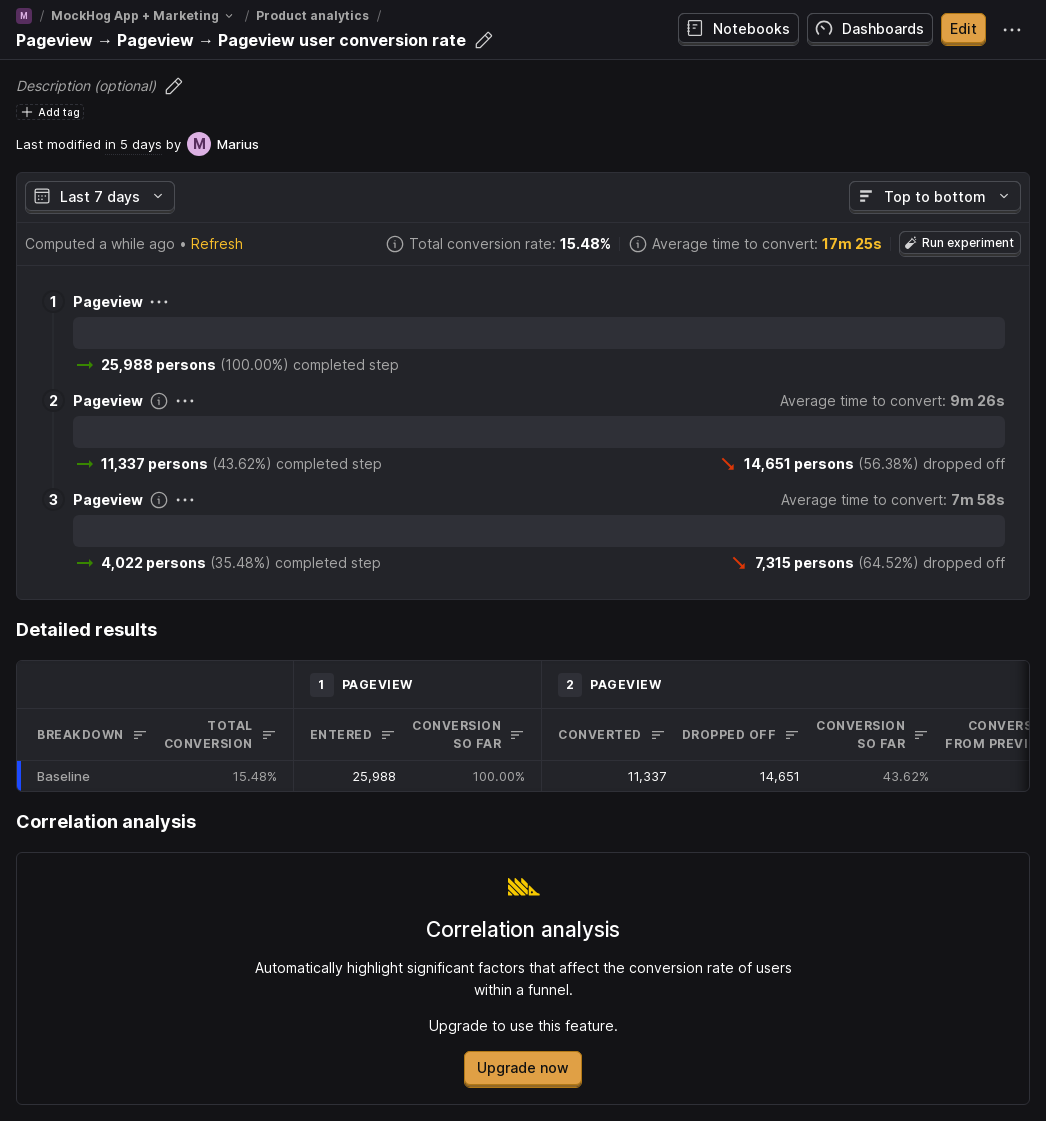 M / MockHog App + Marketing / Product analytics /
Pageview → Pageview → Pageview user conversion rate
Notebooks
Dashboards
Edit
Description (optional)
Add tag
Last modified in 5 days by M Marius
Last 7 days
Top to bottom
Computed a while ago • Refresh
Total conversion rate: 15.48%
Average time to convert: 17m 25s
Run experiment
1 Pageview
25,988 persons (100.00%) completed step
2 Pageview
Average time to convert: 9m 26s
11,337 persons (43.62%) completed step
14,651 persons (56.38%) dropped off
3 Pageview
Average time to convert: 7m 58s
4,022 persons (35.48%) completed step
7,315 persons (64.52%) dropped off
Detailed results
1 PAGEVIEW
2 PAGEVIEW
BREAKDOWN
TOTAL
CONVERSION
ENTERED
CONVERSION
SO FAR
CONVERTED
DROPPED OFF
CONVERSION
SO FAR
CONVERS
FROM PREVI
Baseline 15.48% 25,988 100.00% 11,337 14,651 43.62%
Correlation analysis
Correlation analysis
Automatically highlight significant factors that affect the conversion rate of users
within a funnel.
Upgrade to use this feature.
Upgrade now